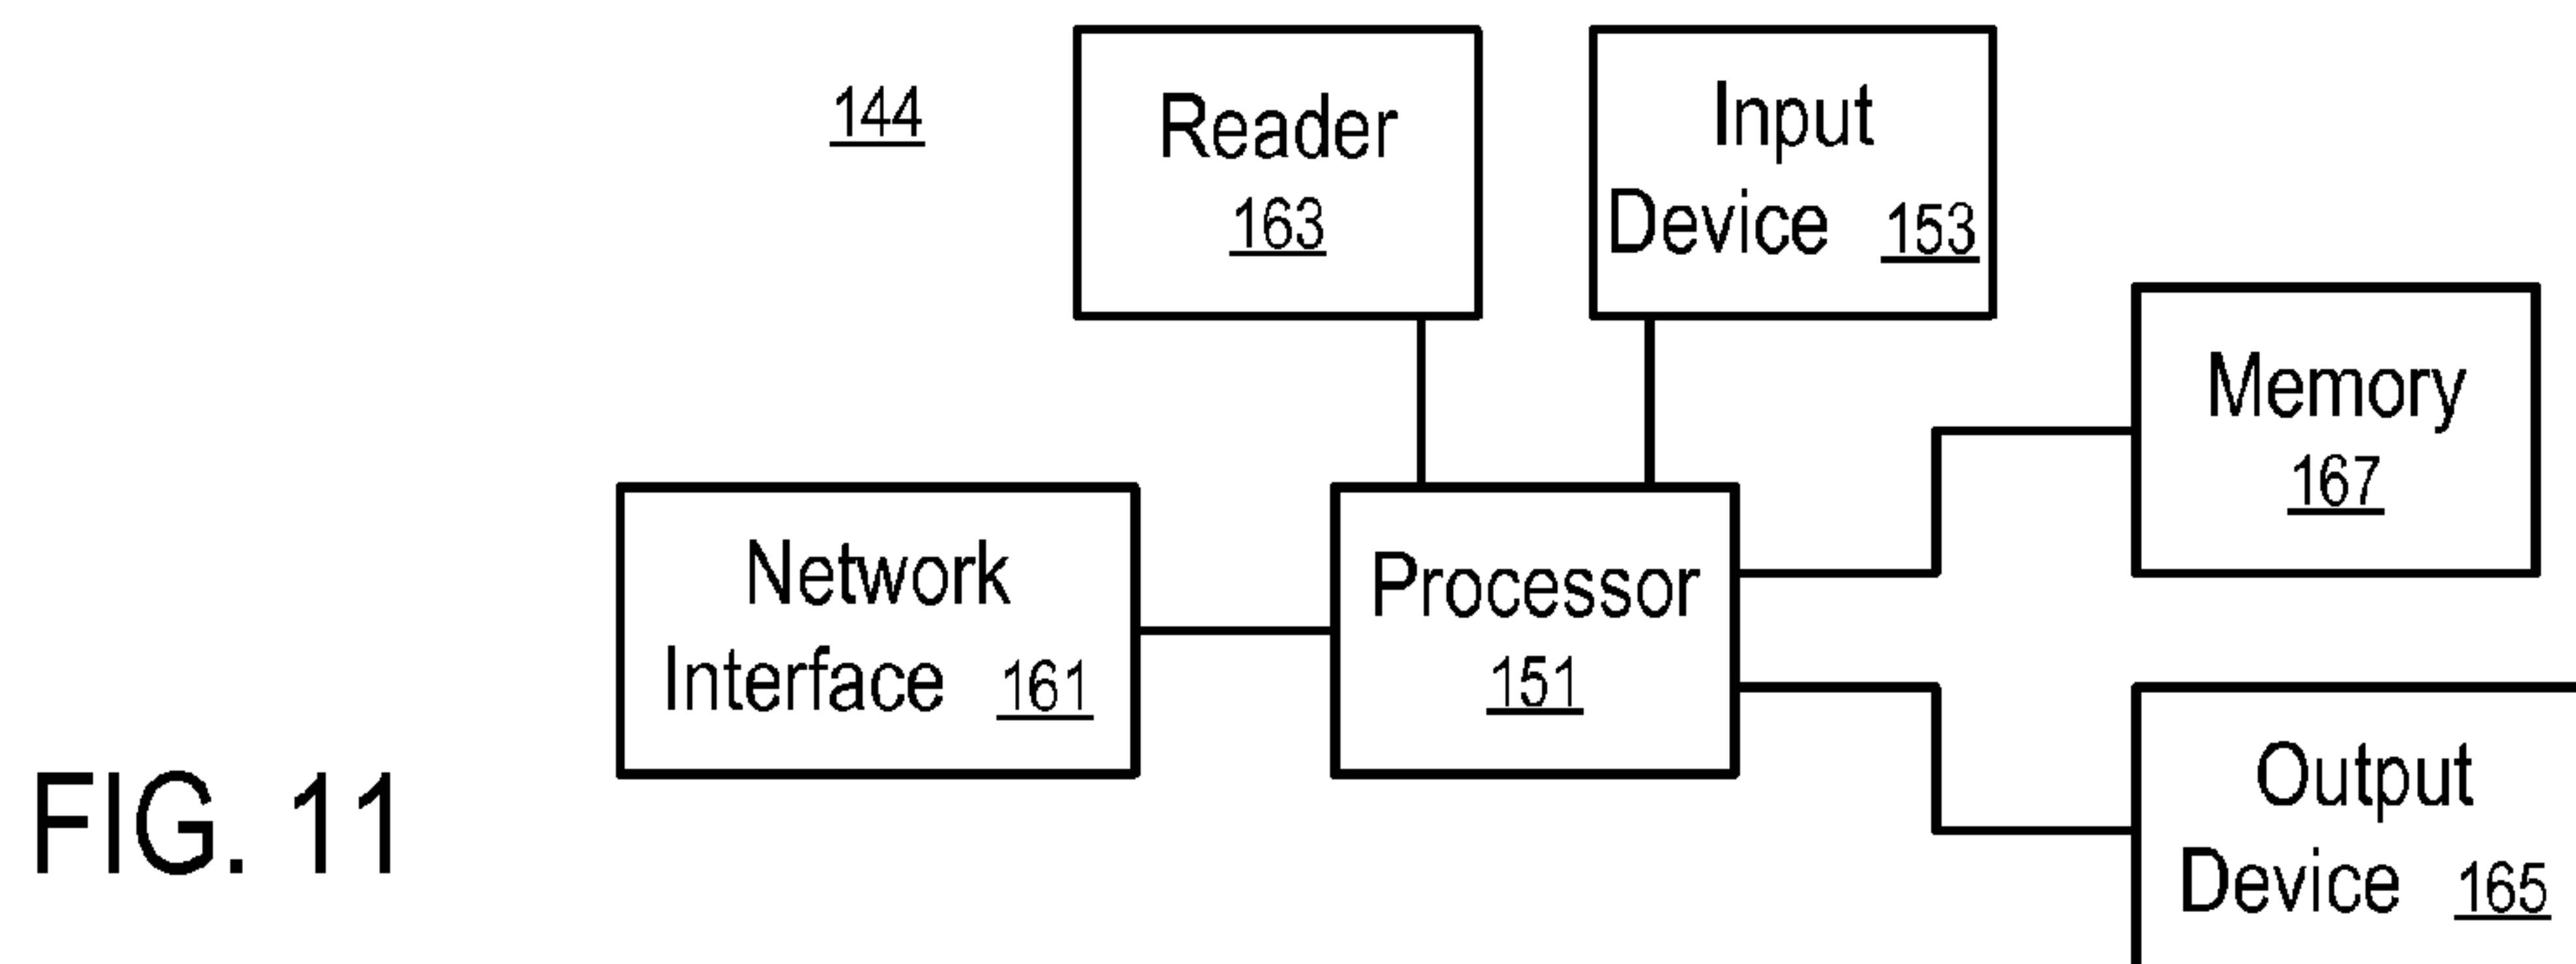 144
Reader
163
Input
Device 153
Memory
167
Network
Interface 161
Processor
151
Output
Device 165
FIG. 11